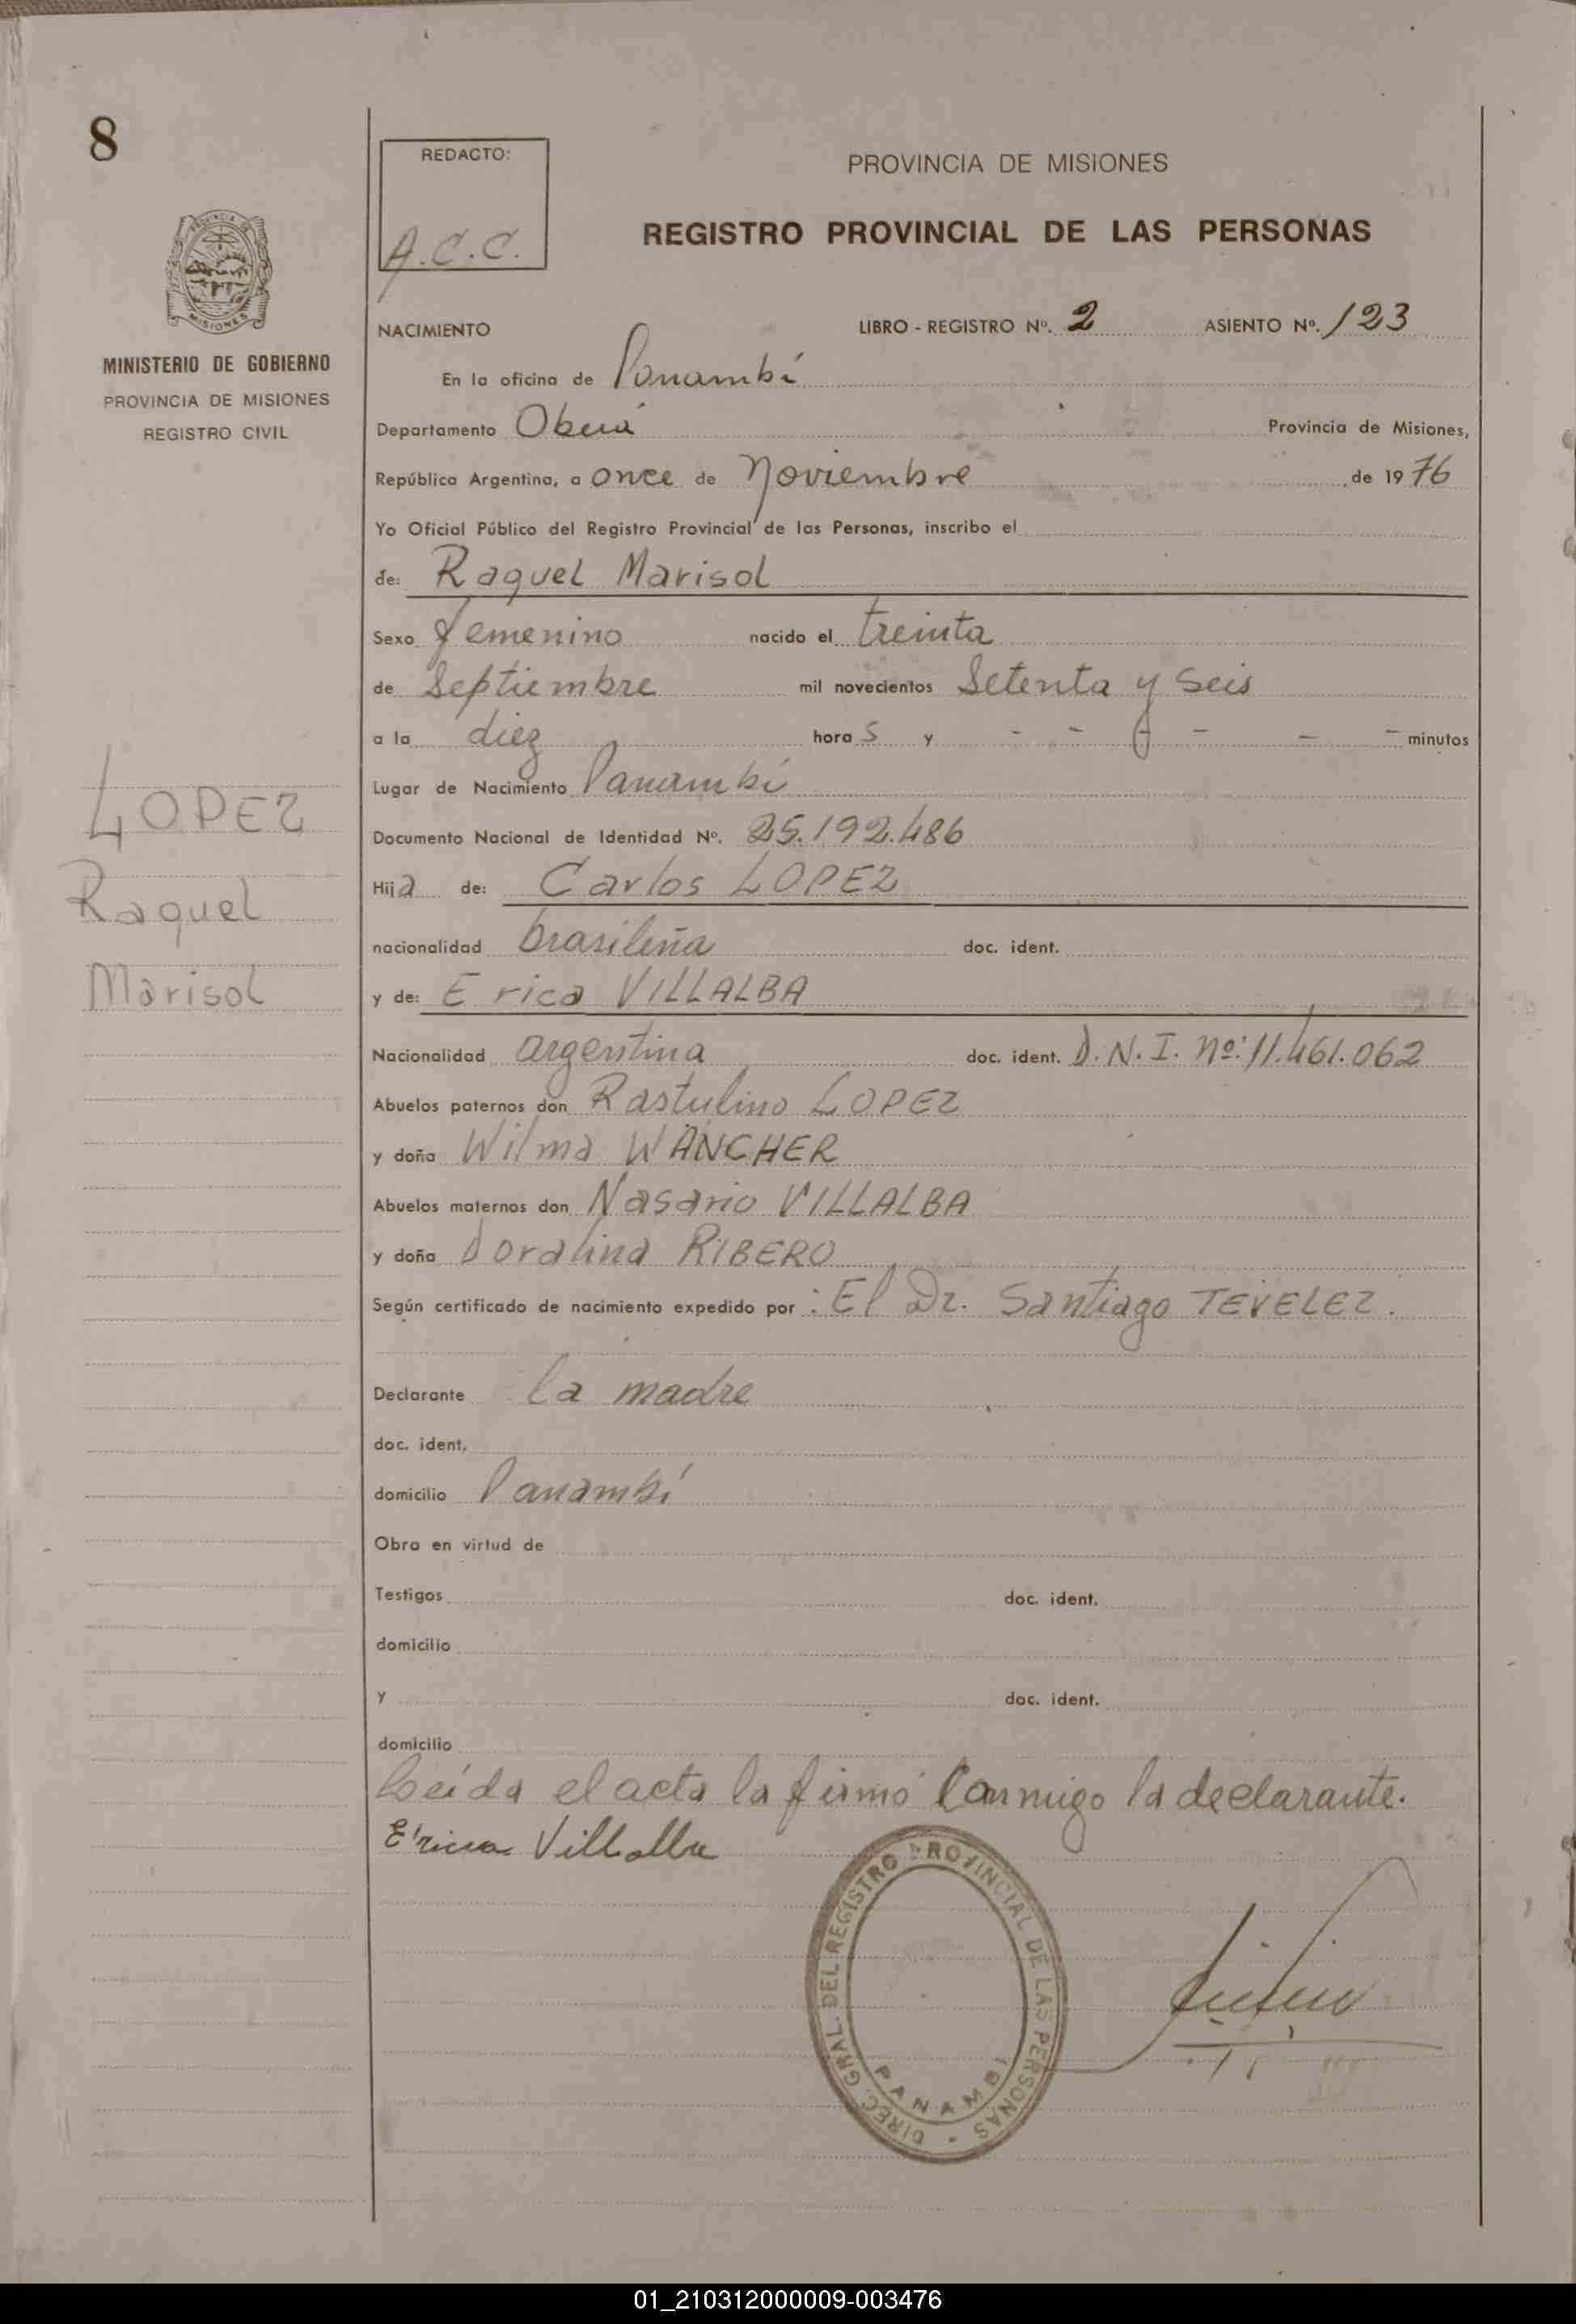 8
REDACTO:
A.C.C.
PROVINCIA DE MISIONES
REGISTRO PROVINCIAL DE LAS PERSONAS
MISIONES
MINISTERIO DE GOBIERNO
PROVINCIA DE MISIONES
REGISTRO CIVIL
NACIMIENTO LIBRO - REGISTRO Nº. 2 ASIENTO Nº. 123
En la oficina de Panambí
Departamento Oberá Provincia de Misiones,
República Argentina, a once de Noviembre de 1976
Yo Oficial Público del Registro Provincial de las Personas, inscribo el
de: Raquel Marisol
Sexo femenino nacido el treinta
de Septiembre mil novecientos Setenta y seis
a la diez horas y - - - - - - minutos
Lugar de Nacimiento Panambí
Documento Nacional de Identidad Nº. 25.192.486
Hija de: Carlos LOPEZ
nacionalidad brasileña doc. ident.
y de: Erica VILLALBA
Nacionalidad argentina doc. ident. D.N.I. Nº: 11.461.062
Abuelos paternos don Rastulino LOPEZ
y doña Wilma WANCHER
Abuelos maternos don Nasario VILLALBA
y doña Doralina RIBERO
Según certificado de nacimiento expedido por : El Dr. Santiago TEVELEZ.
Declarante la madre
doc. ident.
domicilio Panambí
Obra en virtud de
Testigos doc. ident.
domicilio
y doc. ident.
domicilio
Leída el acta la firmó conmigo la declarante.
Erica Villalba
LOPEZ
Raquel
Marisol
DIREC. GRAL. DEL REGISTRO PROVINCIAL DE LAS PERSONAS -
PANAMBI
01_210312000009-003476